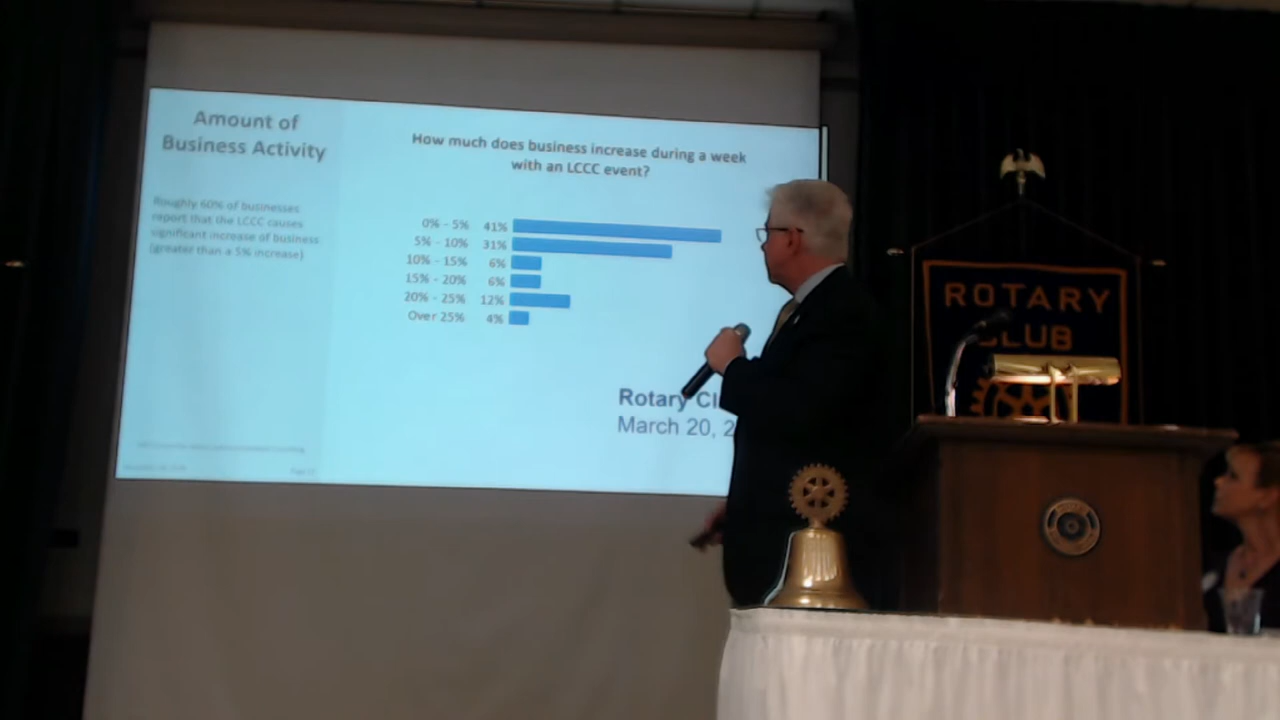 Amount of
Business Activity
Roughly 60% of businesses
report that the LCCC causes
significant increase of business
(greater than a 5% increase)
How much does business increase during a week
with an LCCC event?
0% - 5% 41%
5% - 10% 31%
10% - 15% 6%
15% - 20% 6%
20% - 25% 12%
Over 25% 4%
Rotary Cl
March 20, 2
ROTARY
CLUB